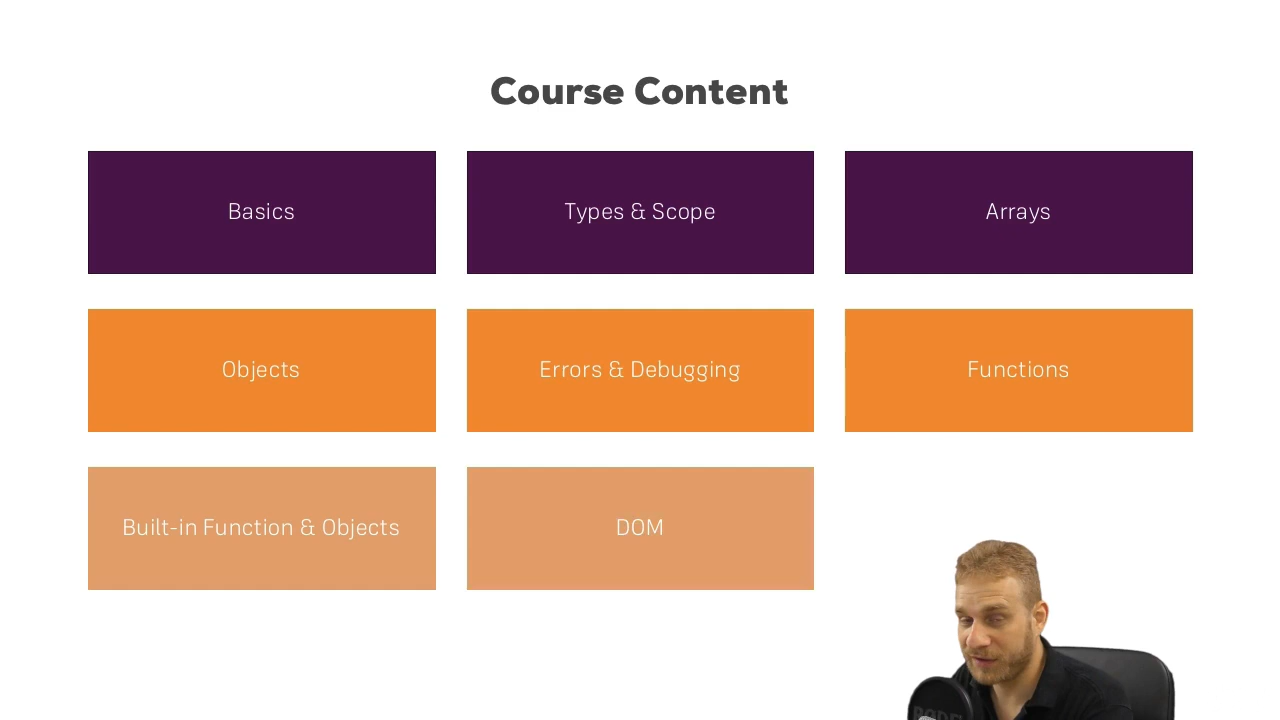 Course Content
Basics
Types & Scope
Arrays
Objects
Errors & Debugging
Functions
Built-in Function & Objects
DOM